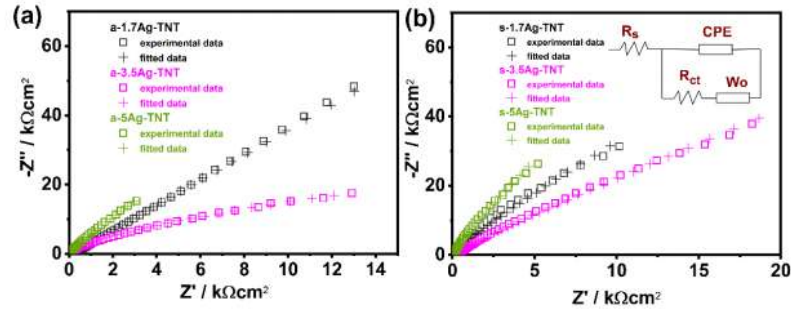 (a)
a-1.7Ag-TNT
experimental data
fitted data
a-3.5Ag-TNT
experimental data
fitted data
a-5Ag-TNT
experimental data
fitted data
-Z'' / kΩcm²
60
40
20
0
0 2 4 6 8 10 12 14
Z' / kΩcm²
(b)
s-1.7Ag-TNT
experimental data
fitted data
s-3.5Ag-TNT
experimental data
fitted data
s-5Ag-TNT
experimental data
fitted data
Rs
CPE
Rct
Wo
-Z'' / kΩcm²
60
40
20
0
0 5 10 15 20
Z' / kΩcm²